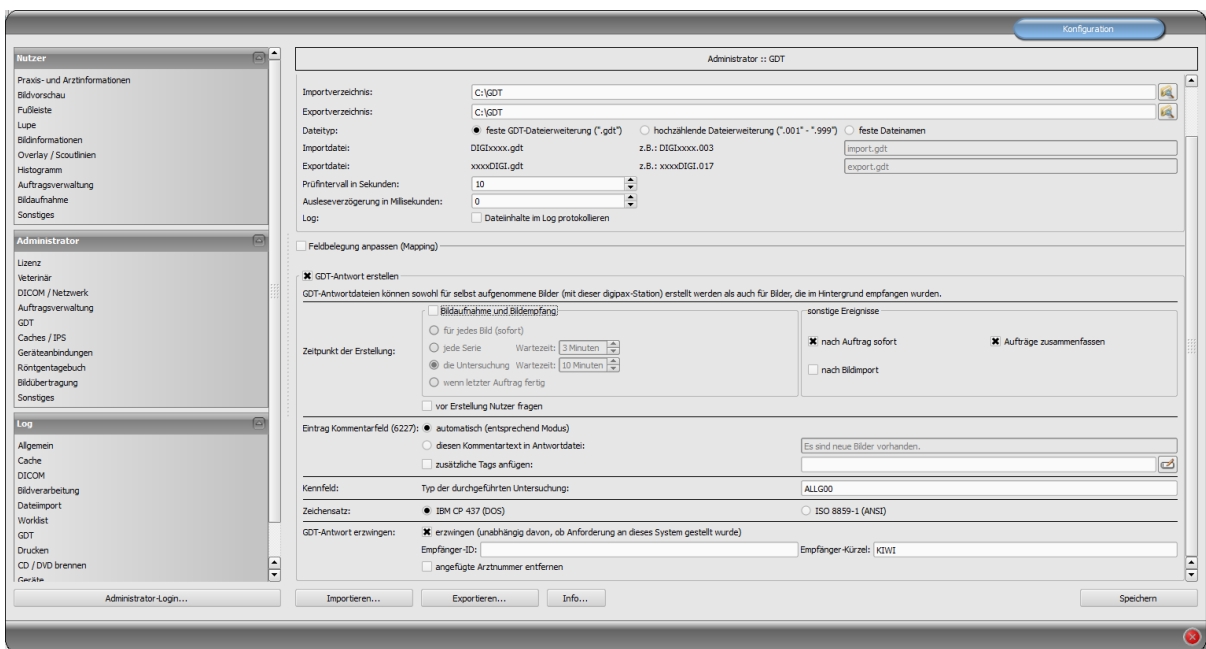 Konfiguration
Nutzer
Praxis- und Arztinformationen
Bildvorschau
Fußleiste
Lupe
Bildinformationen
Overlay / Scoutlinien
Histogramm
Auftragsverwaltung
Bildaufnahme
Sonstiges
Administrator
Lizenz
Veterinär
DICOM / Netzwerk
Auftragsverwaltung
GDT
Caches / IPS
Geräteanbindungen
Röntgentagebuch
Bildübertragung
Sonstiges
Log
Allgemein
Cache
DICOM
Bildverarbeitung
Dateiimport
Worklist
GDT
Drucken
CD / DVD brennen
Geräte
Administrator-Login...
Administrator :: GDT
Importverzeichnis: C:\GDT
Exportverzeichnis: C:\GDT
Dateityp: feste GDT-Dateierweiterung (".gdt") hochzählende Dateierweiterung (".001" - ".999") feste Dateinamen
Importdatei: DIGIxxxx.gdt z.B.: DIGIxxxx.003 import.gdt
Exportdatei: xxxxDIGI.gdt z.B.: xxxxDIGI.017 export.gdt
Prüfintervall in Sekunden: 10
Ausleseverzögerung in Millisekunden: 0
Log: Dateiinhalte im Log protokollieren
Feldbelegung anpassen (Mapping)
GDT-Antwort erstellen
GDT-Antwortdateien können sowohl für selbst aufgenommene Bilder (mit dieser digipax-Station) erstellt werden als auch für Bilder, die im Hintergrund empfangen wurden.
Zeitpunkt der Erstellung:
Bildaufnahme und Bildempfang
für jedes Bild (sofort)
jede Serie Wartezeit: 3 Minuten
die Untersuchung Wartezeit: 10 Minuten
wenn letzter Auftrag fertig
sonstige Ereignisse
nach Auftrag sofort Aufträge zusammenfassen
nach Bildimport
vor Erstellung Nutzer fragen
Eintrag Kommentarfeld (6227): automatisch (entsprechend Modus)
diesen Kommentartext in Antwortdatei: Es sind neue Bilder vorhanden.
zusätzliche Tags anfügen:
Kennfeld: Typ der durchgeführten Untersuchung: ALLG00
Zeichensatz: IBM CP 437 (DOS) ISO 8859-1 (ANSI)
GDT-Antwort erzwingen: erzwingen (unabhängig davon, ob Anforderung an dieses System gestellt wurde)
Empfänger-ID: Empfänger-Kürzel: KIWI
angefügte Arztnummer entfernen
Importieren... Exportieren... Info... Speichern